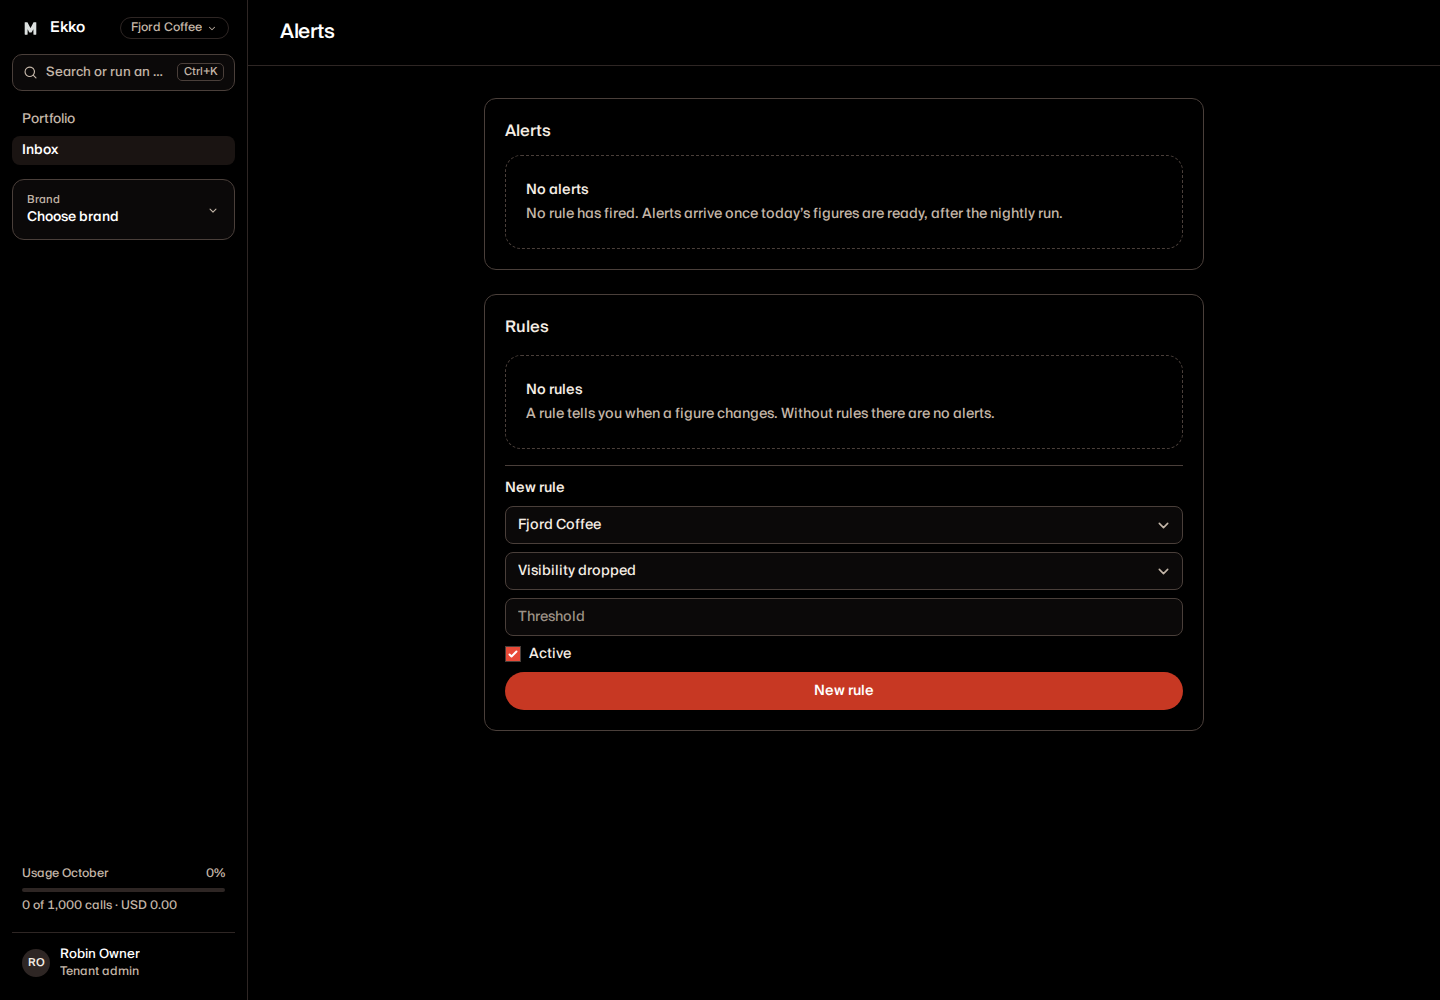 Ekko
Fjord Coffee
Search or run an ...
Ctrl+K
Portfolio
Inbox
Brand
Choose brand
Usage October
0%
0 of 1,000 calls · USD 0.00
RO
Robin Owner
Tenant admin
Alerts
Alerts
No alerts
No rule has fired. Alerts arrive once today's figures are ready, after the nightly run.
Rules
No rules
A rule tells you when a figure changes. Without rules there are no alerts.
New rule
Fjord Coffee
Visibility dropped
Threshold
Active
New rule